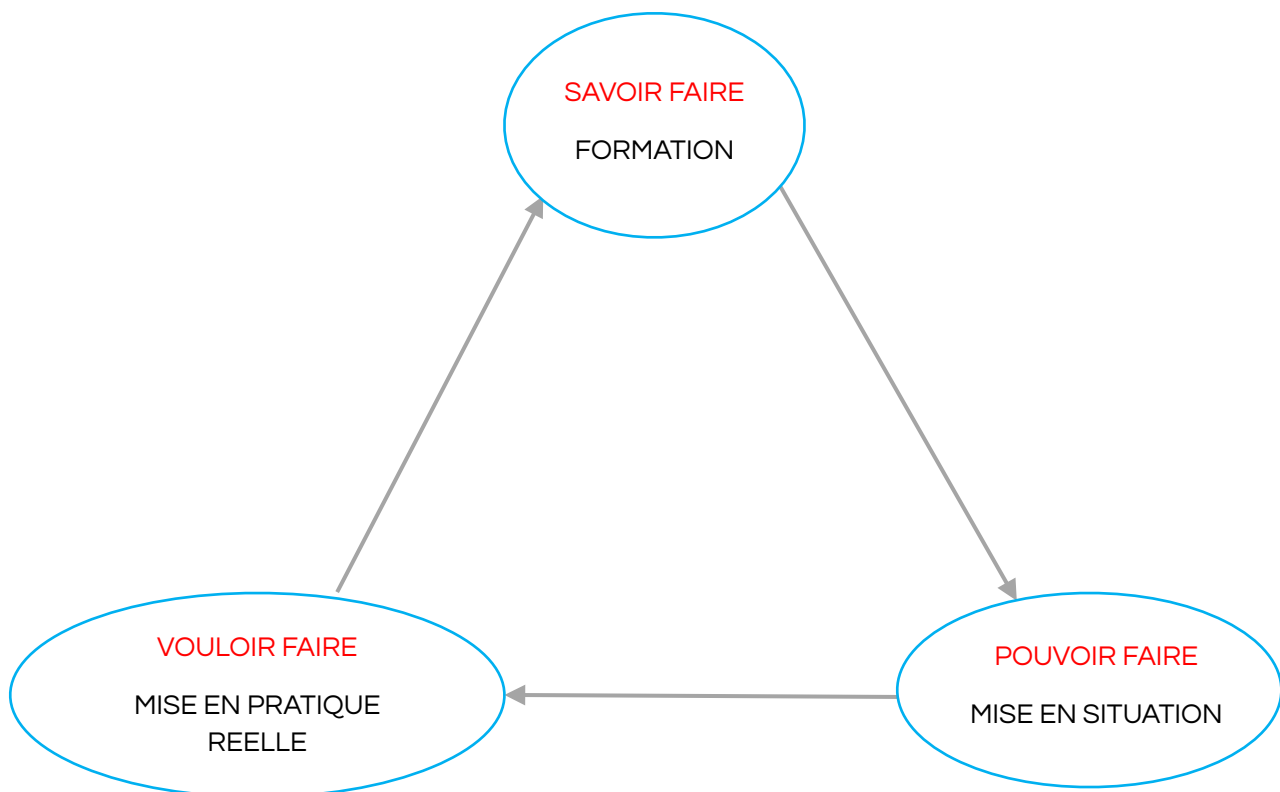 SAVOIR FAIRE
FORMATION
VOULOIR FAIRE
MISE EN PRATIQUE
REELLE
POUVOIR FAIRE
MISE EN SITUATION